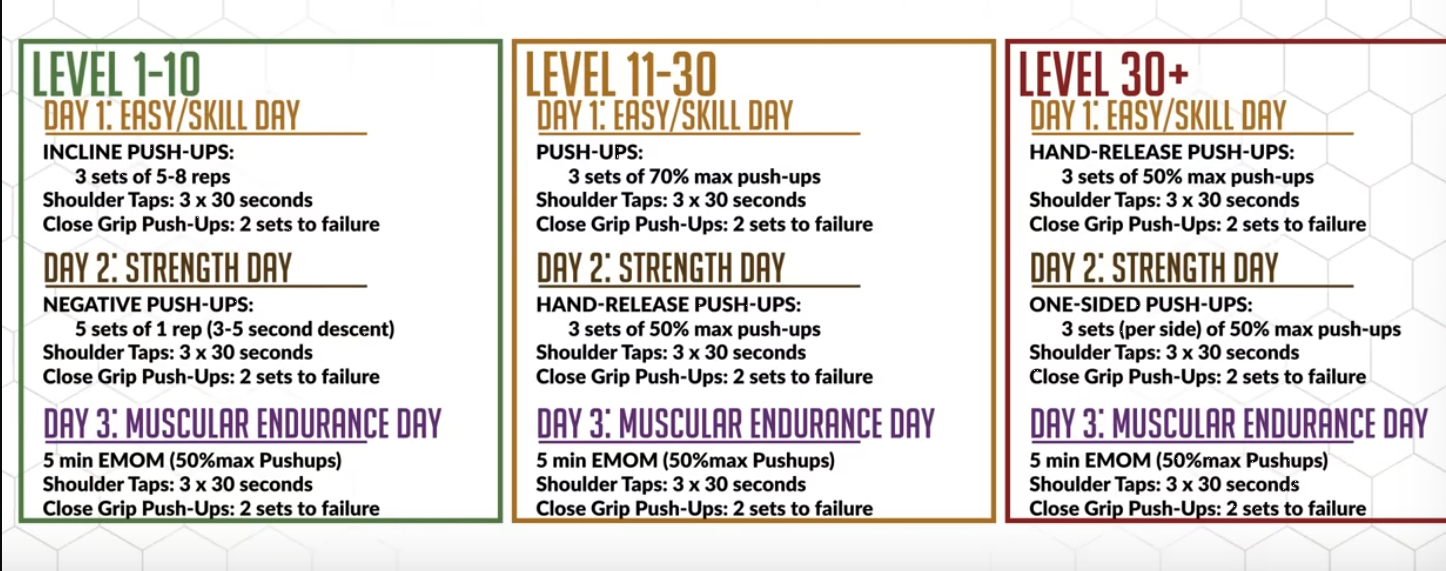 LEVEL 1-10
DAY 1: EASY/SKILL DAY
INCLINE PUSH-UPS:
3 sets of 5-8 reps
Shoulder Taps: 3 x 30 seconds
Close Grip Push-Ups: 2 sets to failure
DAY 2: STRENGTH DAY
NEGATIVE PUSH-UPS:
5 sets of 1 rep (3-5 second descent)
Shoulder Taps: 3 x 30 seconds
Close Grip Push-Ups: 2 sets to failure
DAY 3: MUSCULAR ENDURANCE DAY
5 min EMOM (50%max Pushups)
Shoulder Taps: 3 x 30 seconds
Close Grip Push-Ups: 2 sets to failure
LEVEL 11-30
DAY 1: EASY/SKILL DAY
PUSH-UPS:
3 sets of 70% max push-ups
Shoulder Taps: 3 x 30 seconds
Close Grip Push-Ups: 2 sets to failure
DAY 2: STRENGTH DAY
HAND-RELEASE PUSH-UPS:
3 sets of 50% max push-ups
Shoulder Taps: 3 x 30 seconds
Close Grip Push-Ups: 2 sets to failure
DAY 3: MUSCULAR ENDURANCE DAY
5 min EMOM (50%max Pushups)
Shoulder Taps: 3 x 30 seconds
Close Grip Push-Ups: 2 sets to failure
LEVEL 30+
DAY 1: EASY/SKILL DAY
HAND-RELEASE PUSH-UPS:
3 sets of 50% max push-ups
Shoulder Taps: 3 x 30 seconds
Close Grip Push-Ups: 2 sets to failure
DAY 2: STRENGTH DAY
ONE-SIDED PUSH-UPS:
3 sets (per side) of 50% max push-ups
Shoulder Taps: 3 x 30 seconds
Close Grip Push-Ups: 2 sets to failure
DAY 3: MUSCULAR ENDURANCE DAY
5 min EMOM (50%max Pushups)
Shoulder Taps: 3 x 30 seconds
Close Grip Push-Ups: 2 sets to failure